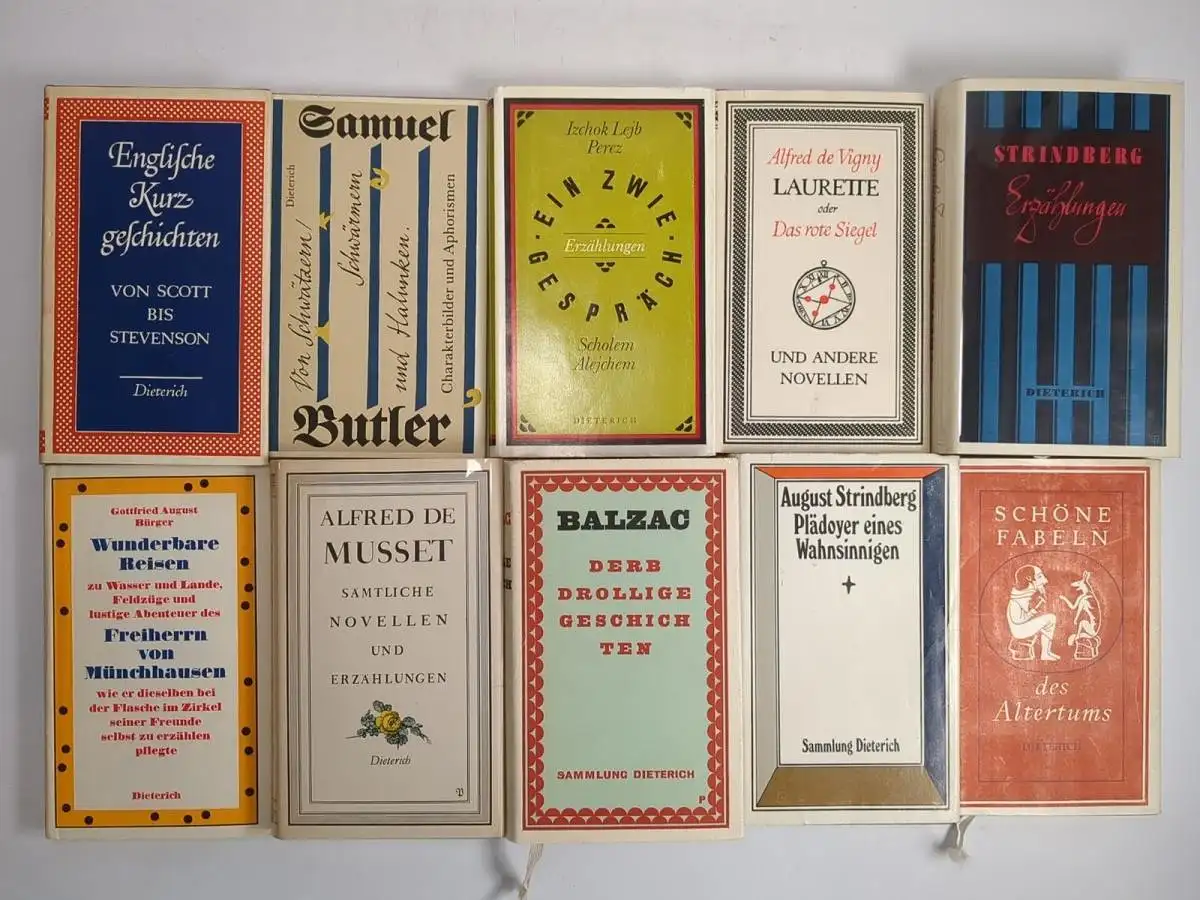 Englische
Kurz
geschichten
VON SCOTT
BIS
STEVENSON
Dieterich
Samuel
Dieterich
Von Schwätzern,
Schwärmern
und Halunken.
Charakterbilder und Aphorismen
Butler
Izchok Lejb
Perez
EIN ZWIE
Erzählungen
GESPRÄCH
Scholem
Alejchem
DIETERICH
Alfred de Vigny
LAURETTE
oder
Das rote Siegel
UND ANDERE
NOVELLEN
STRINDBERG
Erzählungen
DIETERICH
Gottfried August
Bürger
Wunderbare
Reisen
zu Wasser und Lande,
Feldzüge und
lustige Abenteuer des
Freiherrn
von
Münchhausen
wie er dieselben bei
der Flasche im Zirkel
seiner Freunde
selbst zu erzählen
pflegte
Dieterich
ALFRED DE
MUSSET
SÄMTLICHE
NOVELLEN
UND
ERZÄHLUNGEN
Dieterich
BALZAC
DERB
DROLLIGE
GESCHICH
TEN
SAMMLUNG DIETERICH
P
August Strindberg
Plädoyer eines
Wahnsinnigen
Sammlung Dieterich
SCHÖNE
FABELN
des
Altertums
DIETERICH